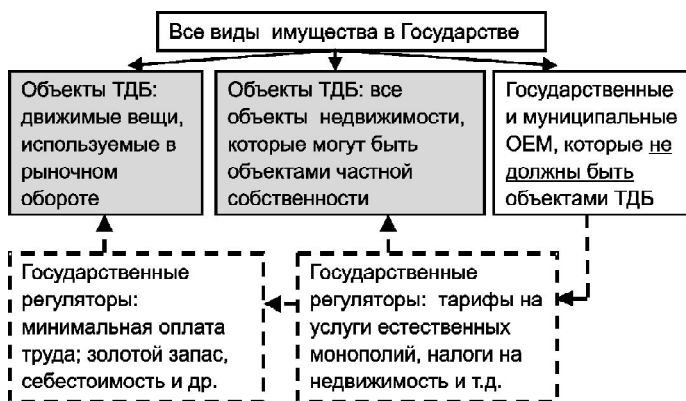 Все виды имущества в Государстве
Объекты ТДБ:
движимые вещи,
используемые в
рыночном
обороте
Объекты ТДБ: все
объекты недвижимости,
которые могут быть
объектами частной
собственности
Государственные
и муниципальные
ОЕМ, которые не
должны быть
объектами ТДБ
Государственные
регуляторы:
минимальная оплата
труда; золотой запас,
себестоимость и др.
Государственные
регуляторы: тарифы на
услуги естественных
монополий, налоги на
недвижимость и т.д.